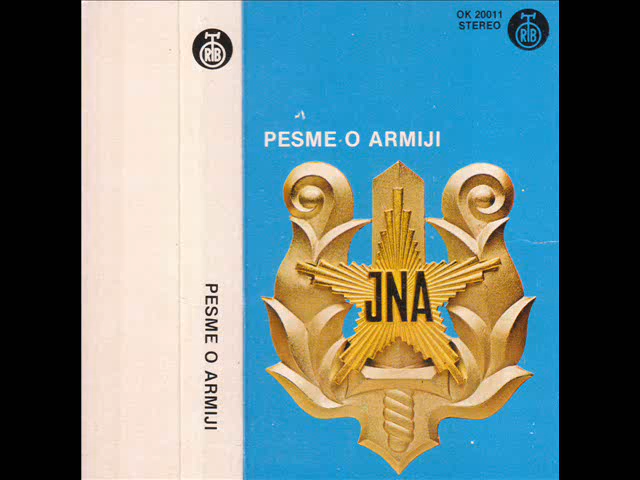 RTB
OK 20011
STEREO
RTB
PESME O ARMIJI
JNA
PESME O ARMIJI